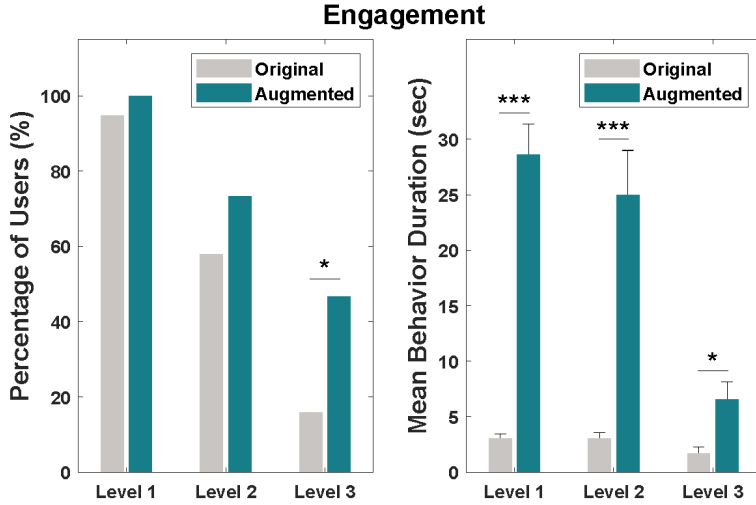 Engagement
Percentage of Users (%)
100
80
60
40
20
0
Original
Augmented
*
Level 1 Level 2 Level 3
Mean Behavior Duration (sec)
30
25
20
15
10
5
0
Original
Augmented
***
***
*
Level 1 Level 2 Level 3